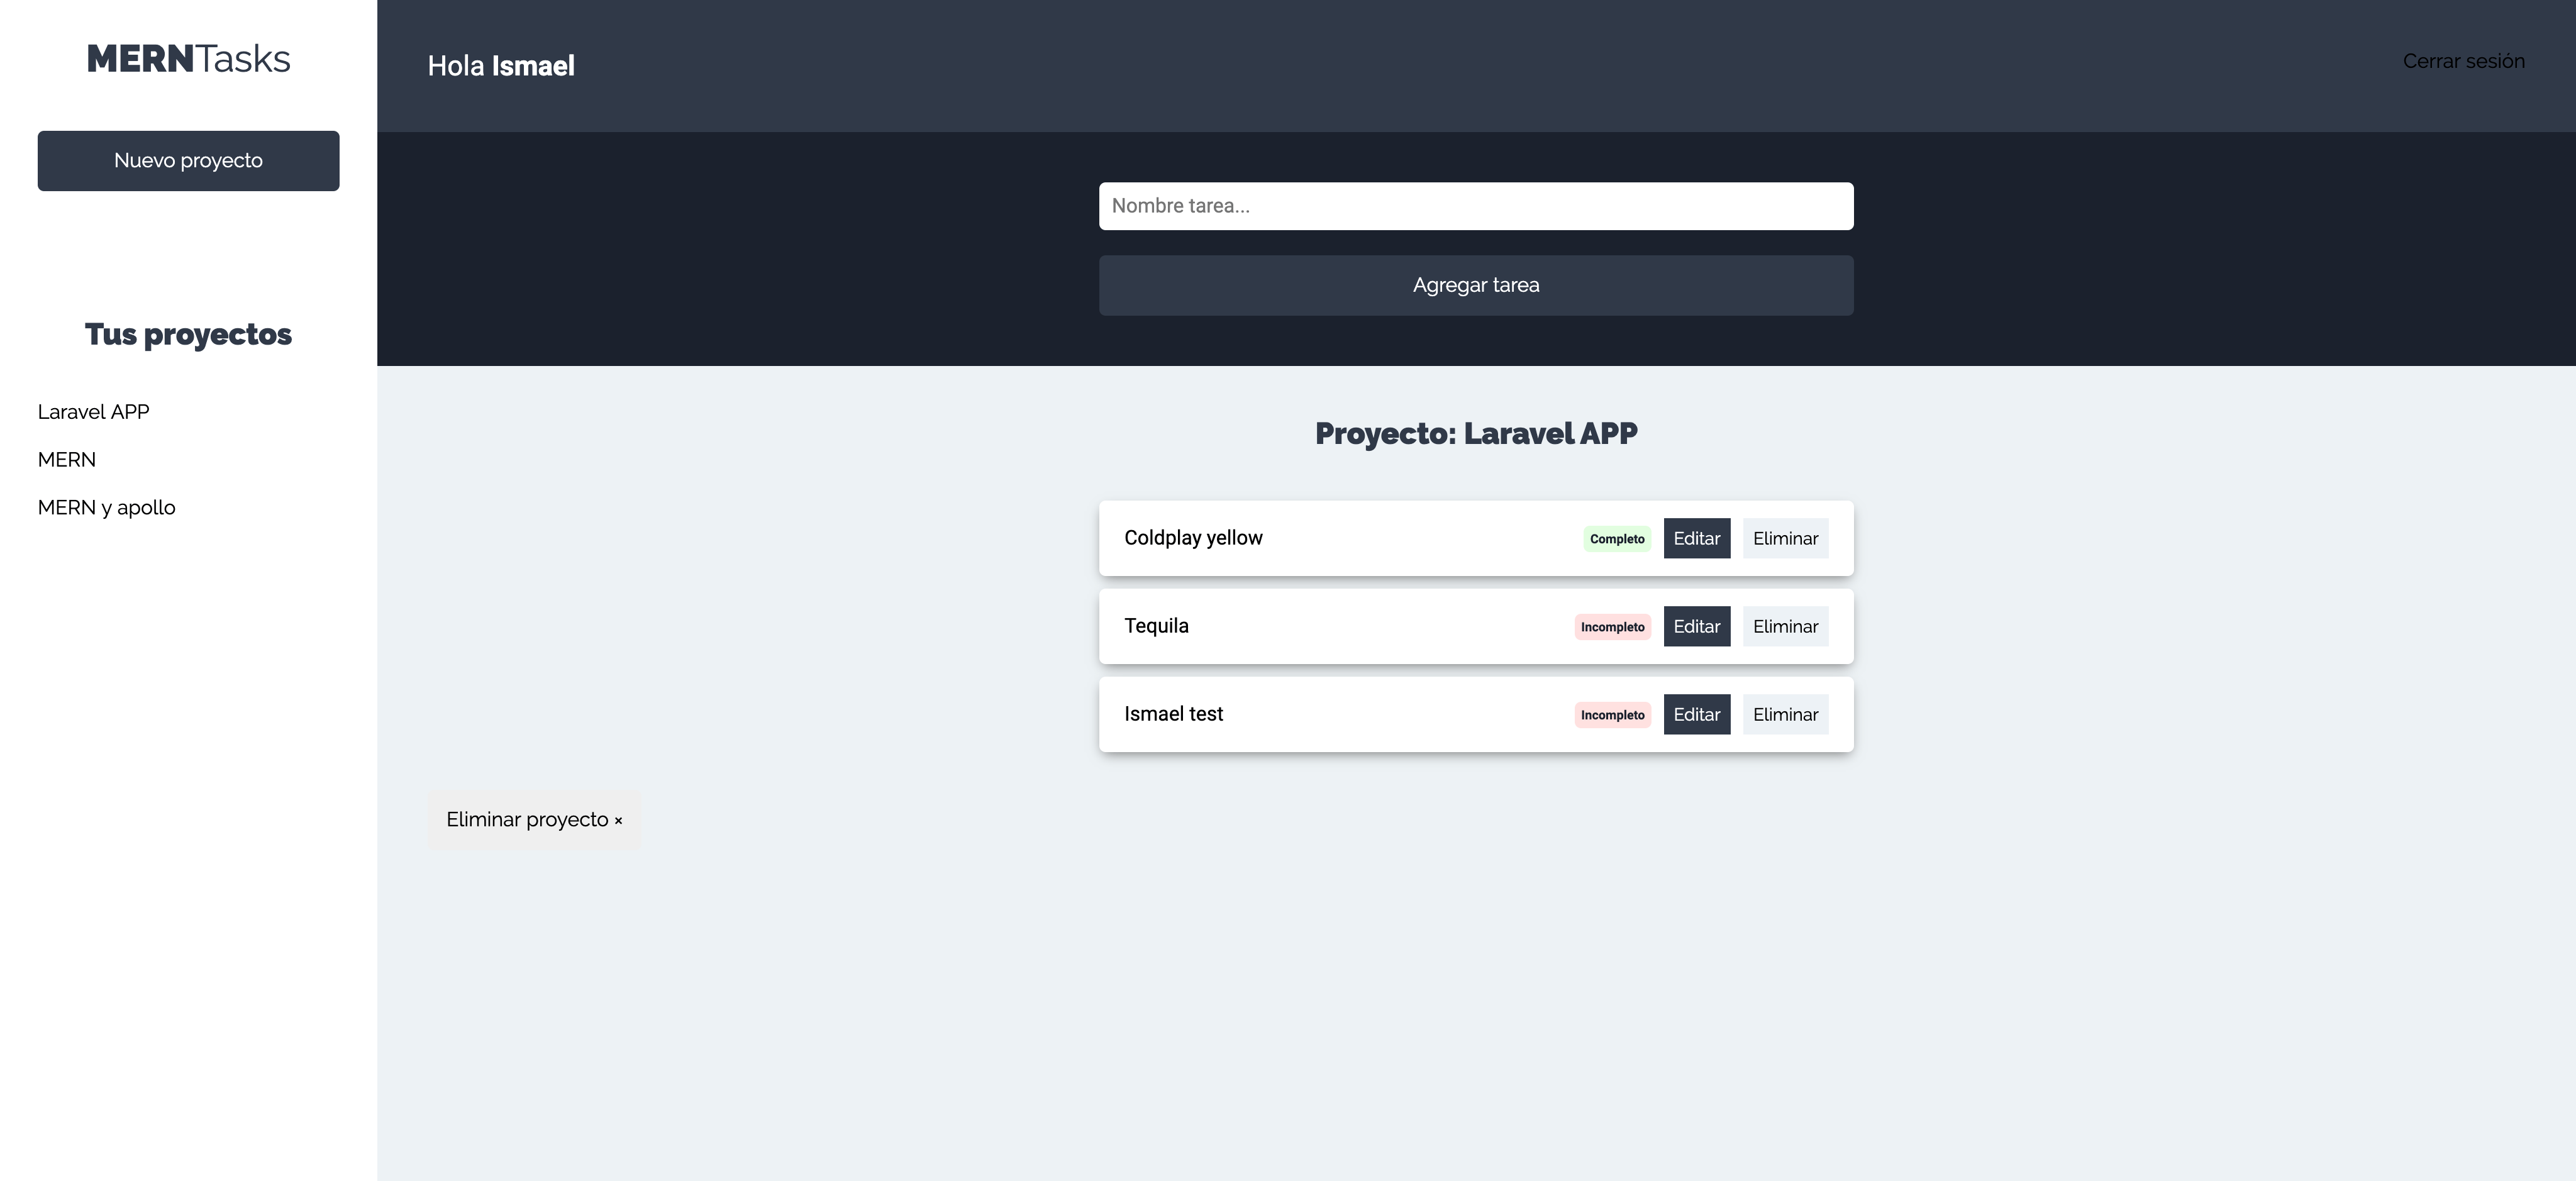 MERNTasks
Nuevo proyecto
Tus proyectos
Laravel APP
MERN
MERN y apollo
Hola Ismael
Cerrar sesión
Nombre tarea...
Agregar tarea
Proyecto: Laravel APP
Coldplay yellow Completo Editar Eliminar
Tequila Incompleto Editar Eliminar
Ismael test Incompleto Editar Eliminar
Eliminar proyecto ×